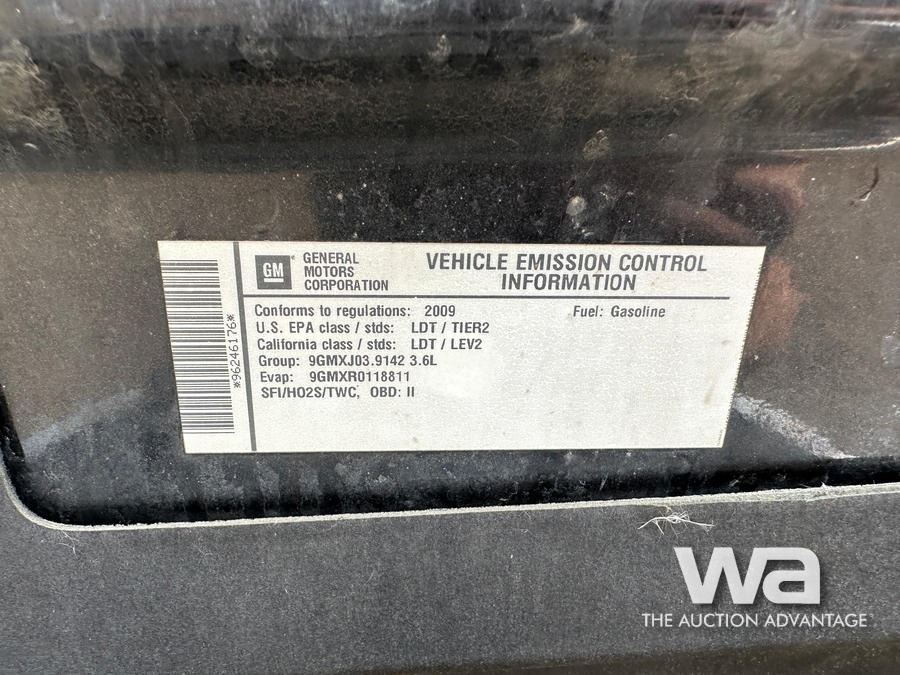 *96246176*
GM
GENERAL
MOTORS
CORPORATION
VEHICLE EMISSION CONTROL
INFORMATION
Conforms to regulations: 2009 Fuel: Gasoline
U.S. EPA class / stds: LDT / TIER2
California class / stds: LDT / LEV2
Group: 9GMXJ03.9142 3.6L
Evap: 9GMXR0118811
SFI/HO2S/TWC, OBD: II
wa
THE AUCTION ADVANTAGE